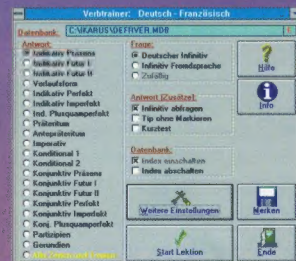 Verbtrainer: Deutsch - Französisch
Datenbank: C:\IKARUS\DEFRVER.MDB
Antwort:
Indikativ Präsens
Indikativ Futur I
Indikativ Futur II
Verlaufsform
Indikativ Perfekt
Indikativ Imperfekt
Ind. Plusquamperfekt
Präteritum
Antepräteritum
Imperativ
Konditional 1
Konditional 2
Konjunktiv Präsens
Konjunktiv Futur I
Konjunktiv Futur II
Konjunktiv Perfekt
Konjunktiv Imperfekt
Konj. Plusquamperfekt
Partizipien
Gerundien
Frage:
Deutscher Infinitiv
Infinitiv Fremdsprache
Zufällig
Antwort (Zusätze):
Infinitiv abfragen
Tip ohne Markieren
Kurztest
Datenbank:
Index einschalten
Index abschalten
Weitere Einstellungen
Start Lektion
Hilfe
Info
Merken
Ende